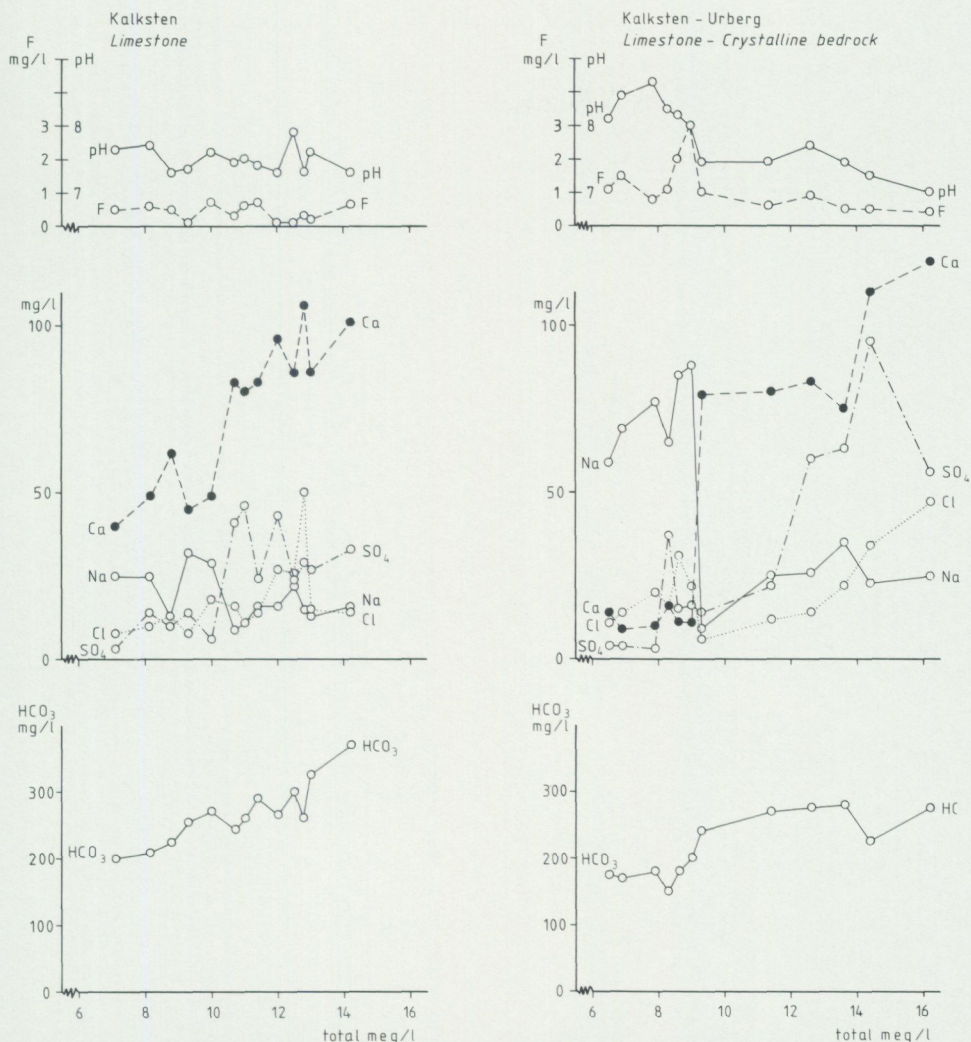 Kalksten
Limestone
F
mg/l
pH
3
8
2
1
7
0
pH
pH
F
F
mg/l
100
50
0
Ca
Ca
Na
Na
Cl
Cl
SO₄
SO₄
HCO₃
mg/l
300
200
100
0
HCO₃
HCO₃
6 8 10 12 14 16
total meg/l
Kalksten - Urberg
Limestone - Crystalline bedrock
F
mg/l
pH
3
8
2
1
7
0
pH
pH
F
F
100
50
0
Na
Na
Ca
Ca
Cl
Cl
SO₄
SO₄
HCO₃
mg/l
300
200
100
0
HCO₃
HC
6 8 10 12 14 16
total meg/l